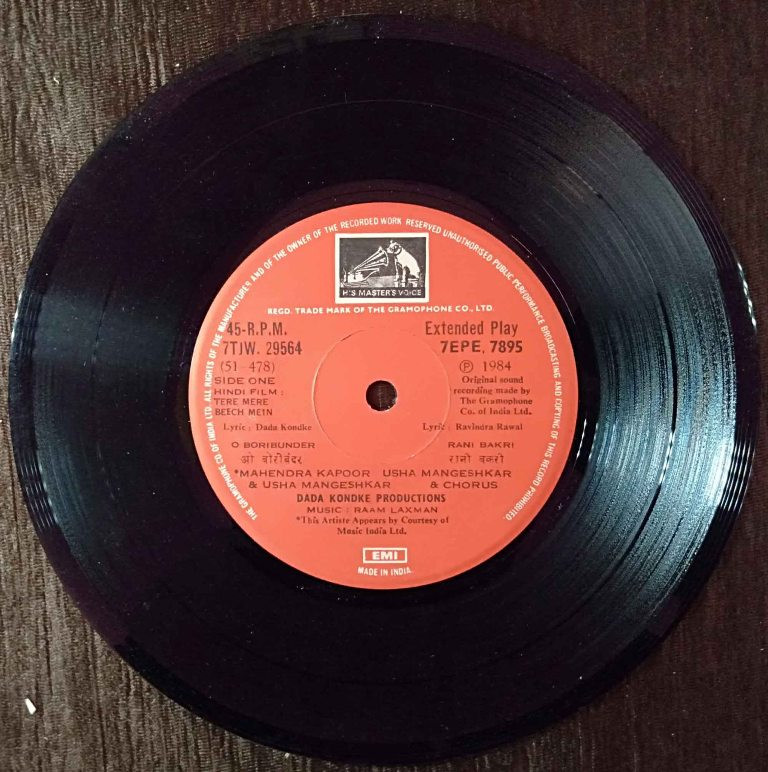 HIS MASTER'S VOICE
REGD. TRADE MARK OF THE GRAMOPHONE CO., LTD.
45-R.P.M.
Extended Play
7TJW. 29564
7EPE, 7895
(51-478)
Ⓟ 1984
SIDE ONE
HINDI FILM :
TERE MERE
BEECH MEIN
Original sound
recording made by
The Gramophone
Co. of India Ltd.
Lyric : Dada Kondke
Lyric : Ravindra Rawal
O BORIBUNDER
RANI BAKRI
ओ बोरीबंदर
रानी बकरी
*MAHENDRA KAPOOR
& USHA MANGESHKAR
USHA MANGESHKAR
& CHORUS
DADA KONDKE PRODUCTIONS
MUSIC : RAAM LAXMAN
*This Artiste Appears by Courtesy of
Music India Ltd.
EMI
MADE IN INDIA.
THE GRAMOPHONE CO. OF INDIA LTD. ALL RIGHTS OF THE MANUFACTURER AND OF THE OWNER OF THE RECORDED WORK RESERVED UNAUTHORISED PUBLIC PERFORMANCE BROADCASTING AND COPYING OF THIS RECORD PROHIBITED.